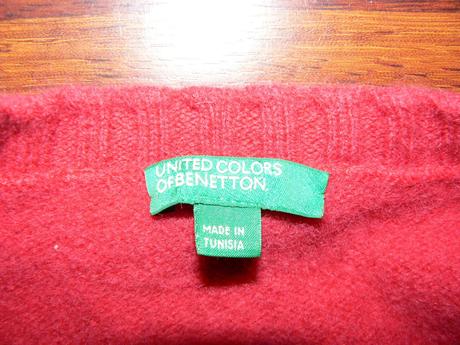 UNITED COLORS
OF BENETTON.
MADE IN
TUNISIA